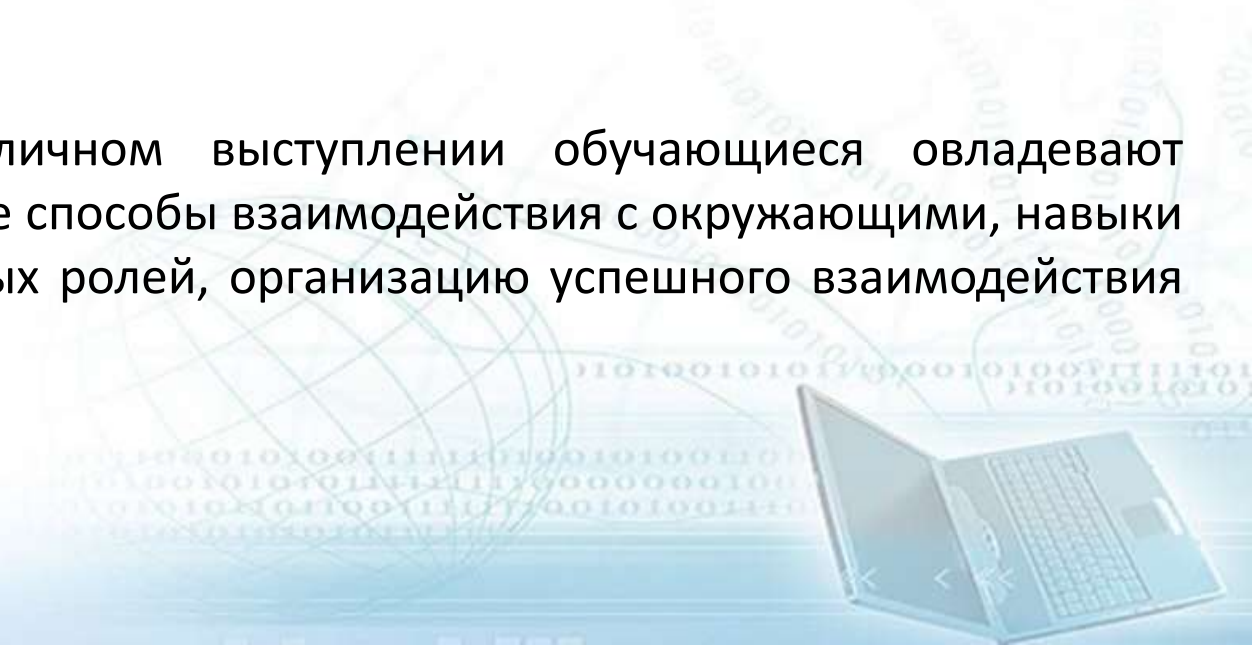 личном выступлении обучающиеся овладевают
е способы взаимодействия с окружающими, навыки
ых ролей, организацию успешного взаимодействия